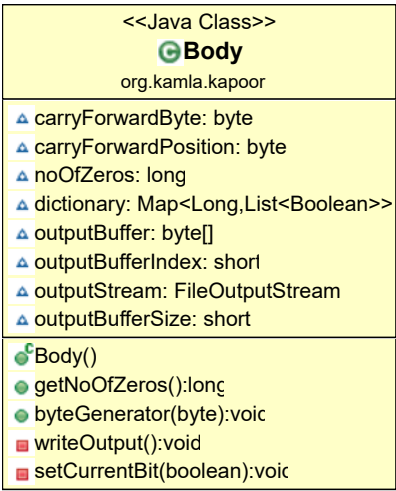 <<Java Class>>
Body
org.kamla.kapoor
carryForwardByte: byte
carryForwardPosition: byte
noOfZeros: long
dictionary: Map<Long,List<Boolean>>
outputBuffer: byte[]
outputBufferIndex: short
outputStream: FileOutputStream
outputBufferSize: short
Body()
getNoOfZeros():long
byteGenerator(byte):void
writeOutput():void
setCurrentBit(boolean):void